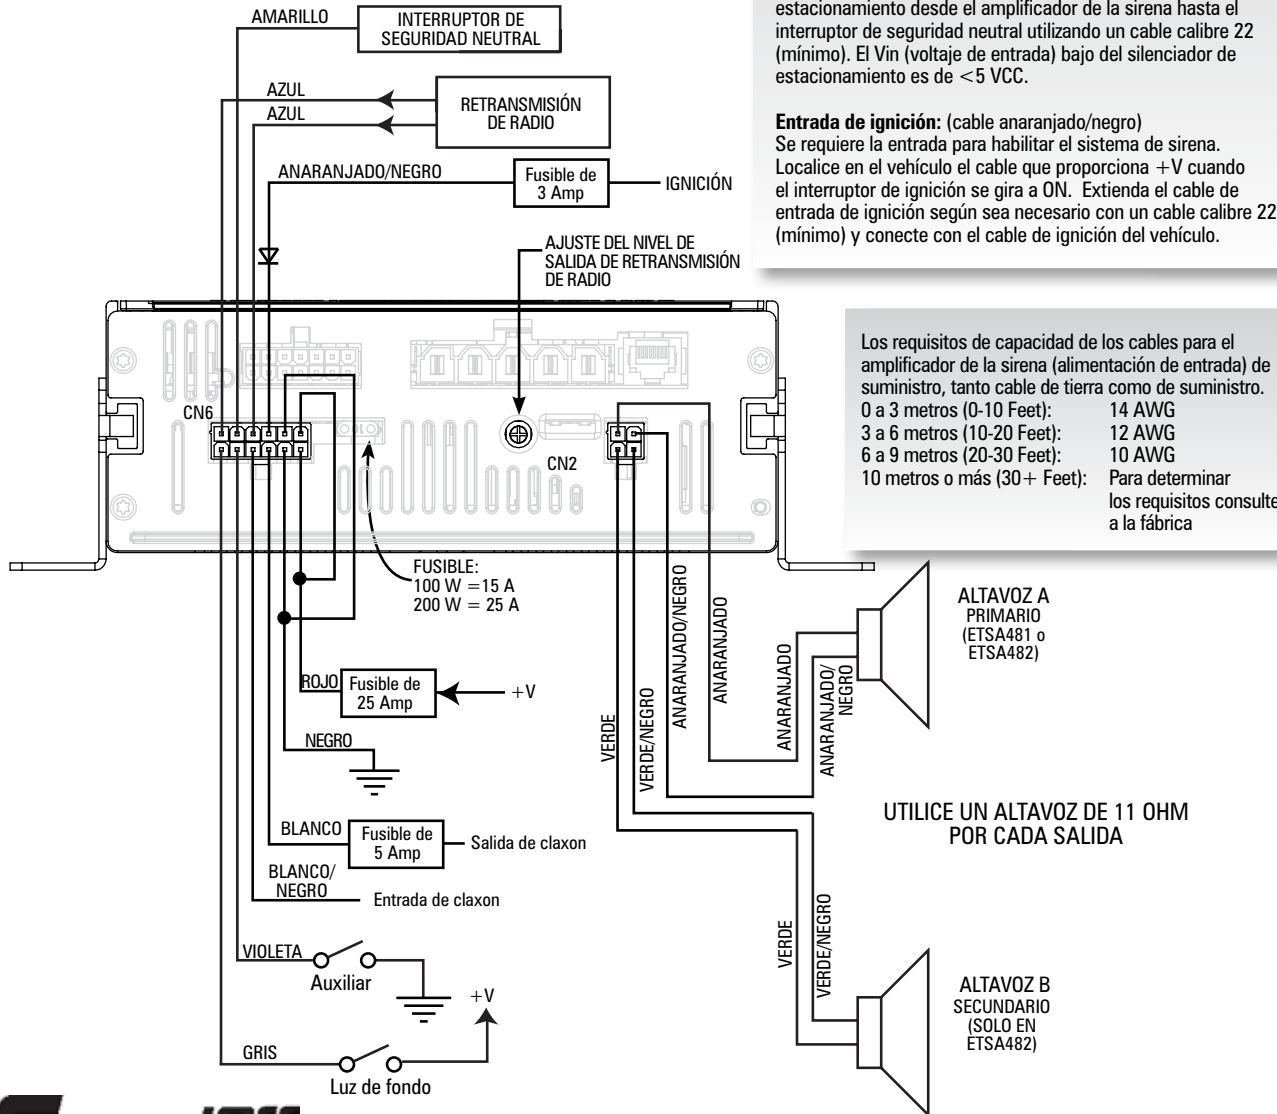 estacionamiento desde el amplificador de la sirena hasta el
interruptor de seguridad neutral utilizando un cable calibre 22
(mínimo). El Vin (voltaje de entrada) bajo del silenciador de
estacionamiento es de <5 VCC.
Entrada de ignición: (cable anaranjado/negro)
Se requiere la entrada para habilitar el sistema de sirena.
Localice en el vehículo el cable que proporciona +V cuando
el interruptor de ignición se gira a ON. Extienda el cable de
entrada de ignición según sea necesario con un cable calibre 22
(mínimo) y conecte con el cable de ignición del vehículo.
AMARILLO
INTERRUPTOR DE
SEGURIDAD NEUTRAL
AZUL
AZUL
RETRANSMISIÓN
DE RADIO
ANARANJADO/NEGRO
Fusible de
3 Amp
IGNICIÓN
AJUSTE DEL NIVEL DE
SALIDA DE RETRANSMISIÓN
DE RADIO
Los requisitos de capacidad de los cables para el
amplificador de la sirena (alimentación de entrada) de
suministro, tanto cable de tierra como de suministro.
0 a 3 metros (0-10 Feet): 14 AWG
3 a 6 metros (10-20 Feet): 12 AWG
6 a 9 metros (20-30 Feet): 10 AWG
10 metros o más (30+ Feet): Para determinar
los requisitos consulte
a la fábrica
CN6
CN2
FUSIBLE:
100 W =15 A
200 W = 25 A
ROJO
Fusible de
25 Amp
+V
NEGRO
BLANCO
Fusible de
5 Amp
Salida de claxon
BLANCO/
NEGRO
Entrada de claxon
VIOLETA
Auxiliar
+V
GRIS
Luz de fondo
VERDE
VERDE/NEGRO
ANARANJADO/NEGRO
ANARANJADO
ANARANJADO
ANARANJADO/
NEGRO
ALTAVOZ A
PRIMARIO
(ETSA481 o
ETSA482)
UTILICE UN ALTAVOZ DE 11 OHM
POR CADA SALIDA
VERDE
VERDE/NEGRO
ALTAVOZ B
SECUNDARIO
(SOLO EN
ETSA482)